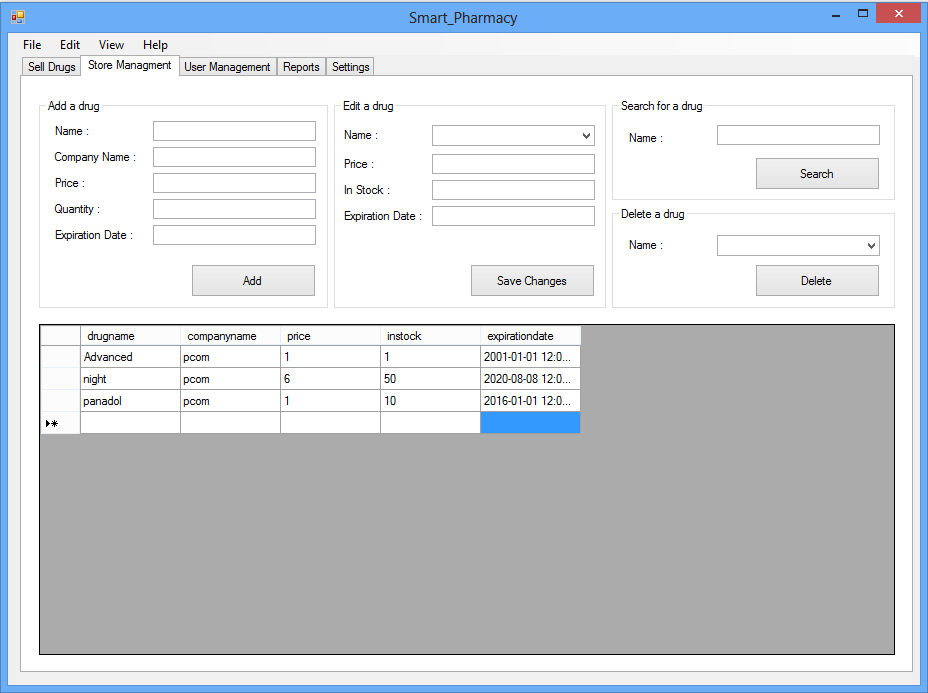 Smart_Pharmacy
File Edit View Help
Sell Drugs Store Managment User Management Reports Settings
Add a drug
Name :
Company Name :
Price :
Quantity :
Expiration Date :
Add
Edit a drug
Name :
Price :
In Stock :
Expiration Date :
Save Changes
Search for a drug
Name :
Search
Delete a drug
Name :
Delete
drugname companyname price instock expirationdate
Advanced pcom 1 1 2001-01-01 12:0...
night pcom 6 50 2020-08-08 12:0...
panadol pcom 1 10 2016-01-01 12:0...